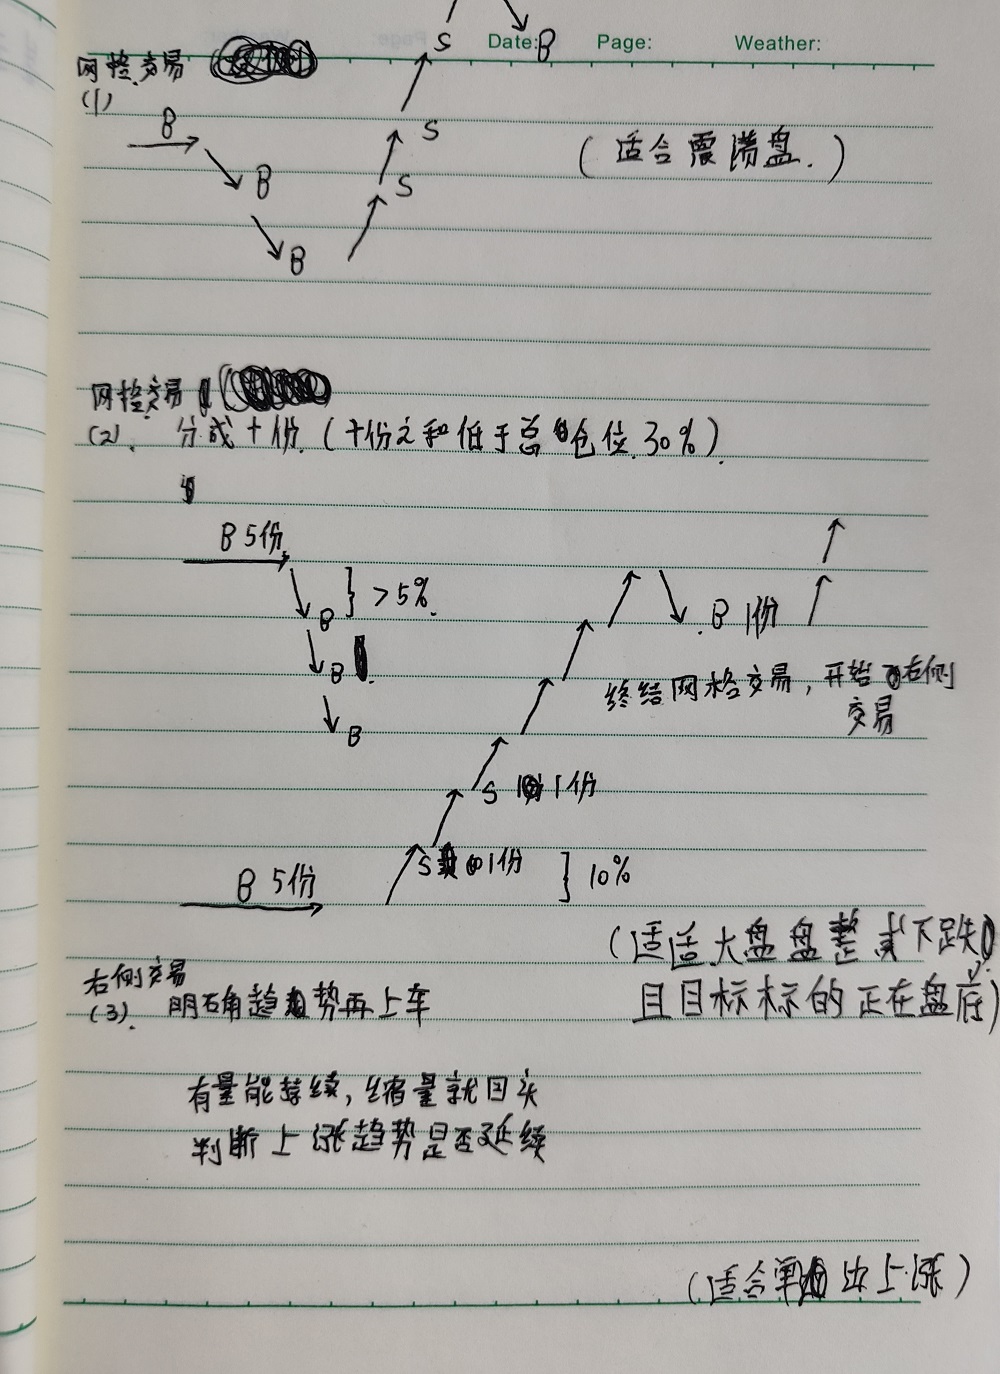 S Date: B Page: Weather:
网格交易
(1)
B
S
(适合震荡盘.)
B
S
B
网格交易
(2). 分成十份.(十份之和低于总仓位.30%).
B 5份
>5%.
B
B 1份
B
终结网格交易,开始右侧
交易
B
S 1份
S 1份
10%
B 5份
(适适大盘盘整或下跌
且目标标的正在盘底)
右侧交易
(3). 明确趋势再上车
有量能持续,缩量就回头
判断上涨趋势是否延续
(适合单边上涨)